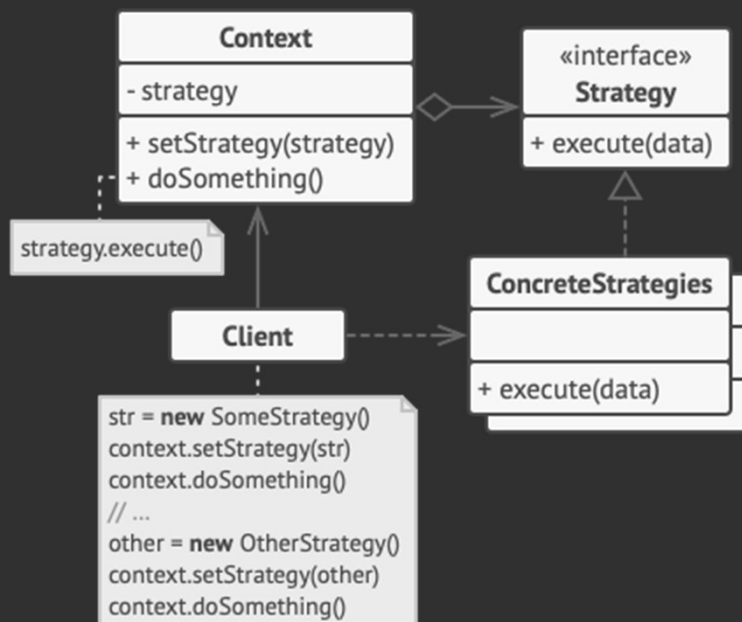 Context
- strategy
+ setStrategy(strategy)
+ doSomething()
«interface»
Strategy
+ execute(data)
strategy.execute()
Client
ConcreteStrategies
+ execute(data)
str = new SomeStrategy()
context.setStrategy(str)
context.doSomething()
// ...
other = new OtherStrategy()
context.setStrategy(other)
context.doSomething()